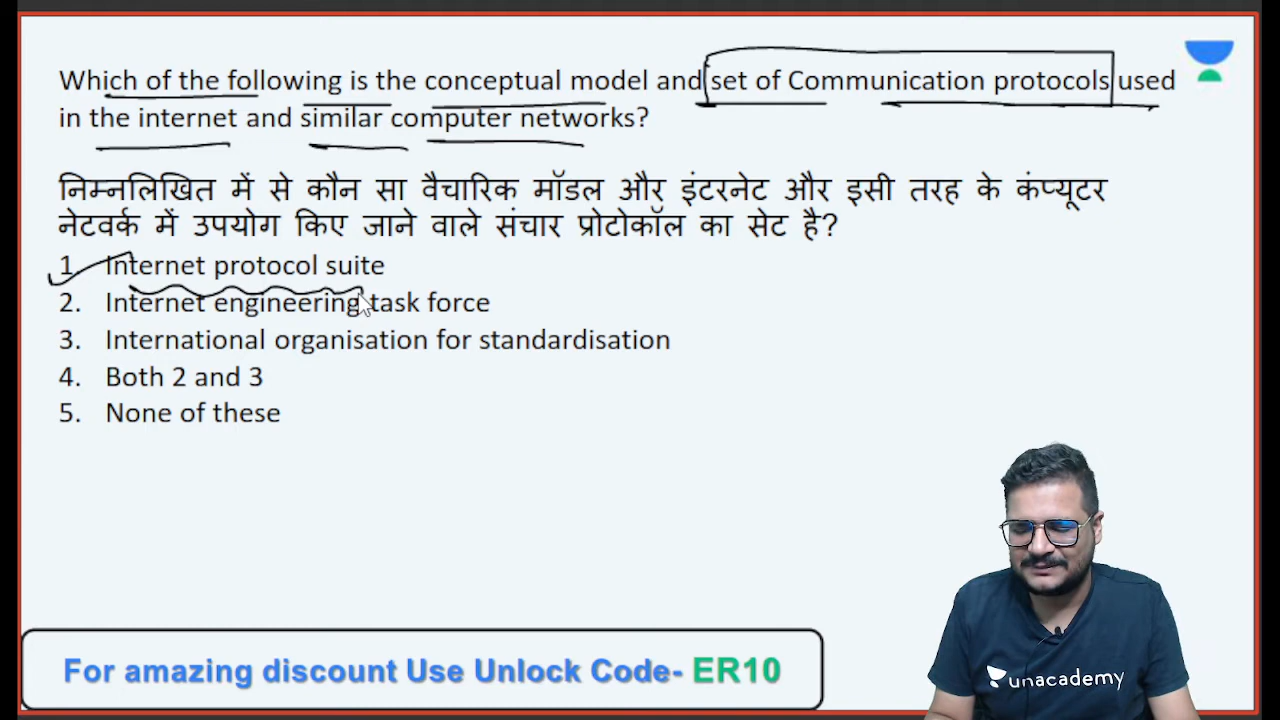 Which of the following is the conceptual model and set of Communication protocols used
in the internet and similar computer networks?
निम्नलिखित में से कौन सा वैचारिक मॉडल और इंटरनेट और इसी तरह के कंप्यूटर
नेटवर्क में उपयोग किए जाने वाले संचार प्रोटोकॉल का सेट है?
1. Internet protocol suite
2. Internet engineering task force
3. International organisation for standardisation
4. Both 2 and 3
5. None of these
unacademy
For amazing discount Use Unlock Code- ER10